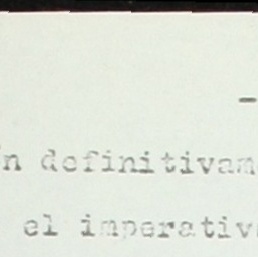 -
n definitivam
el imperativ